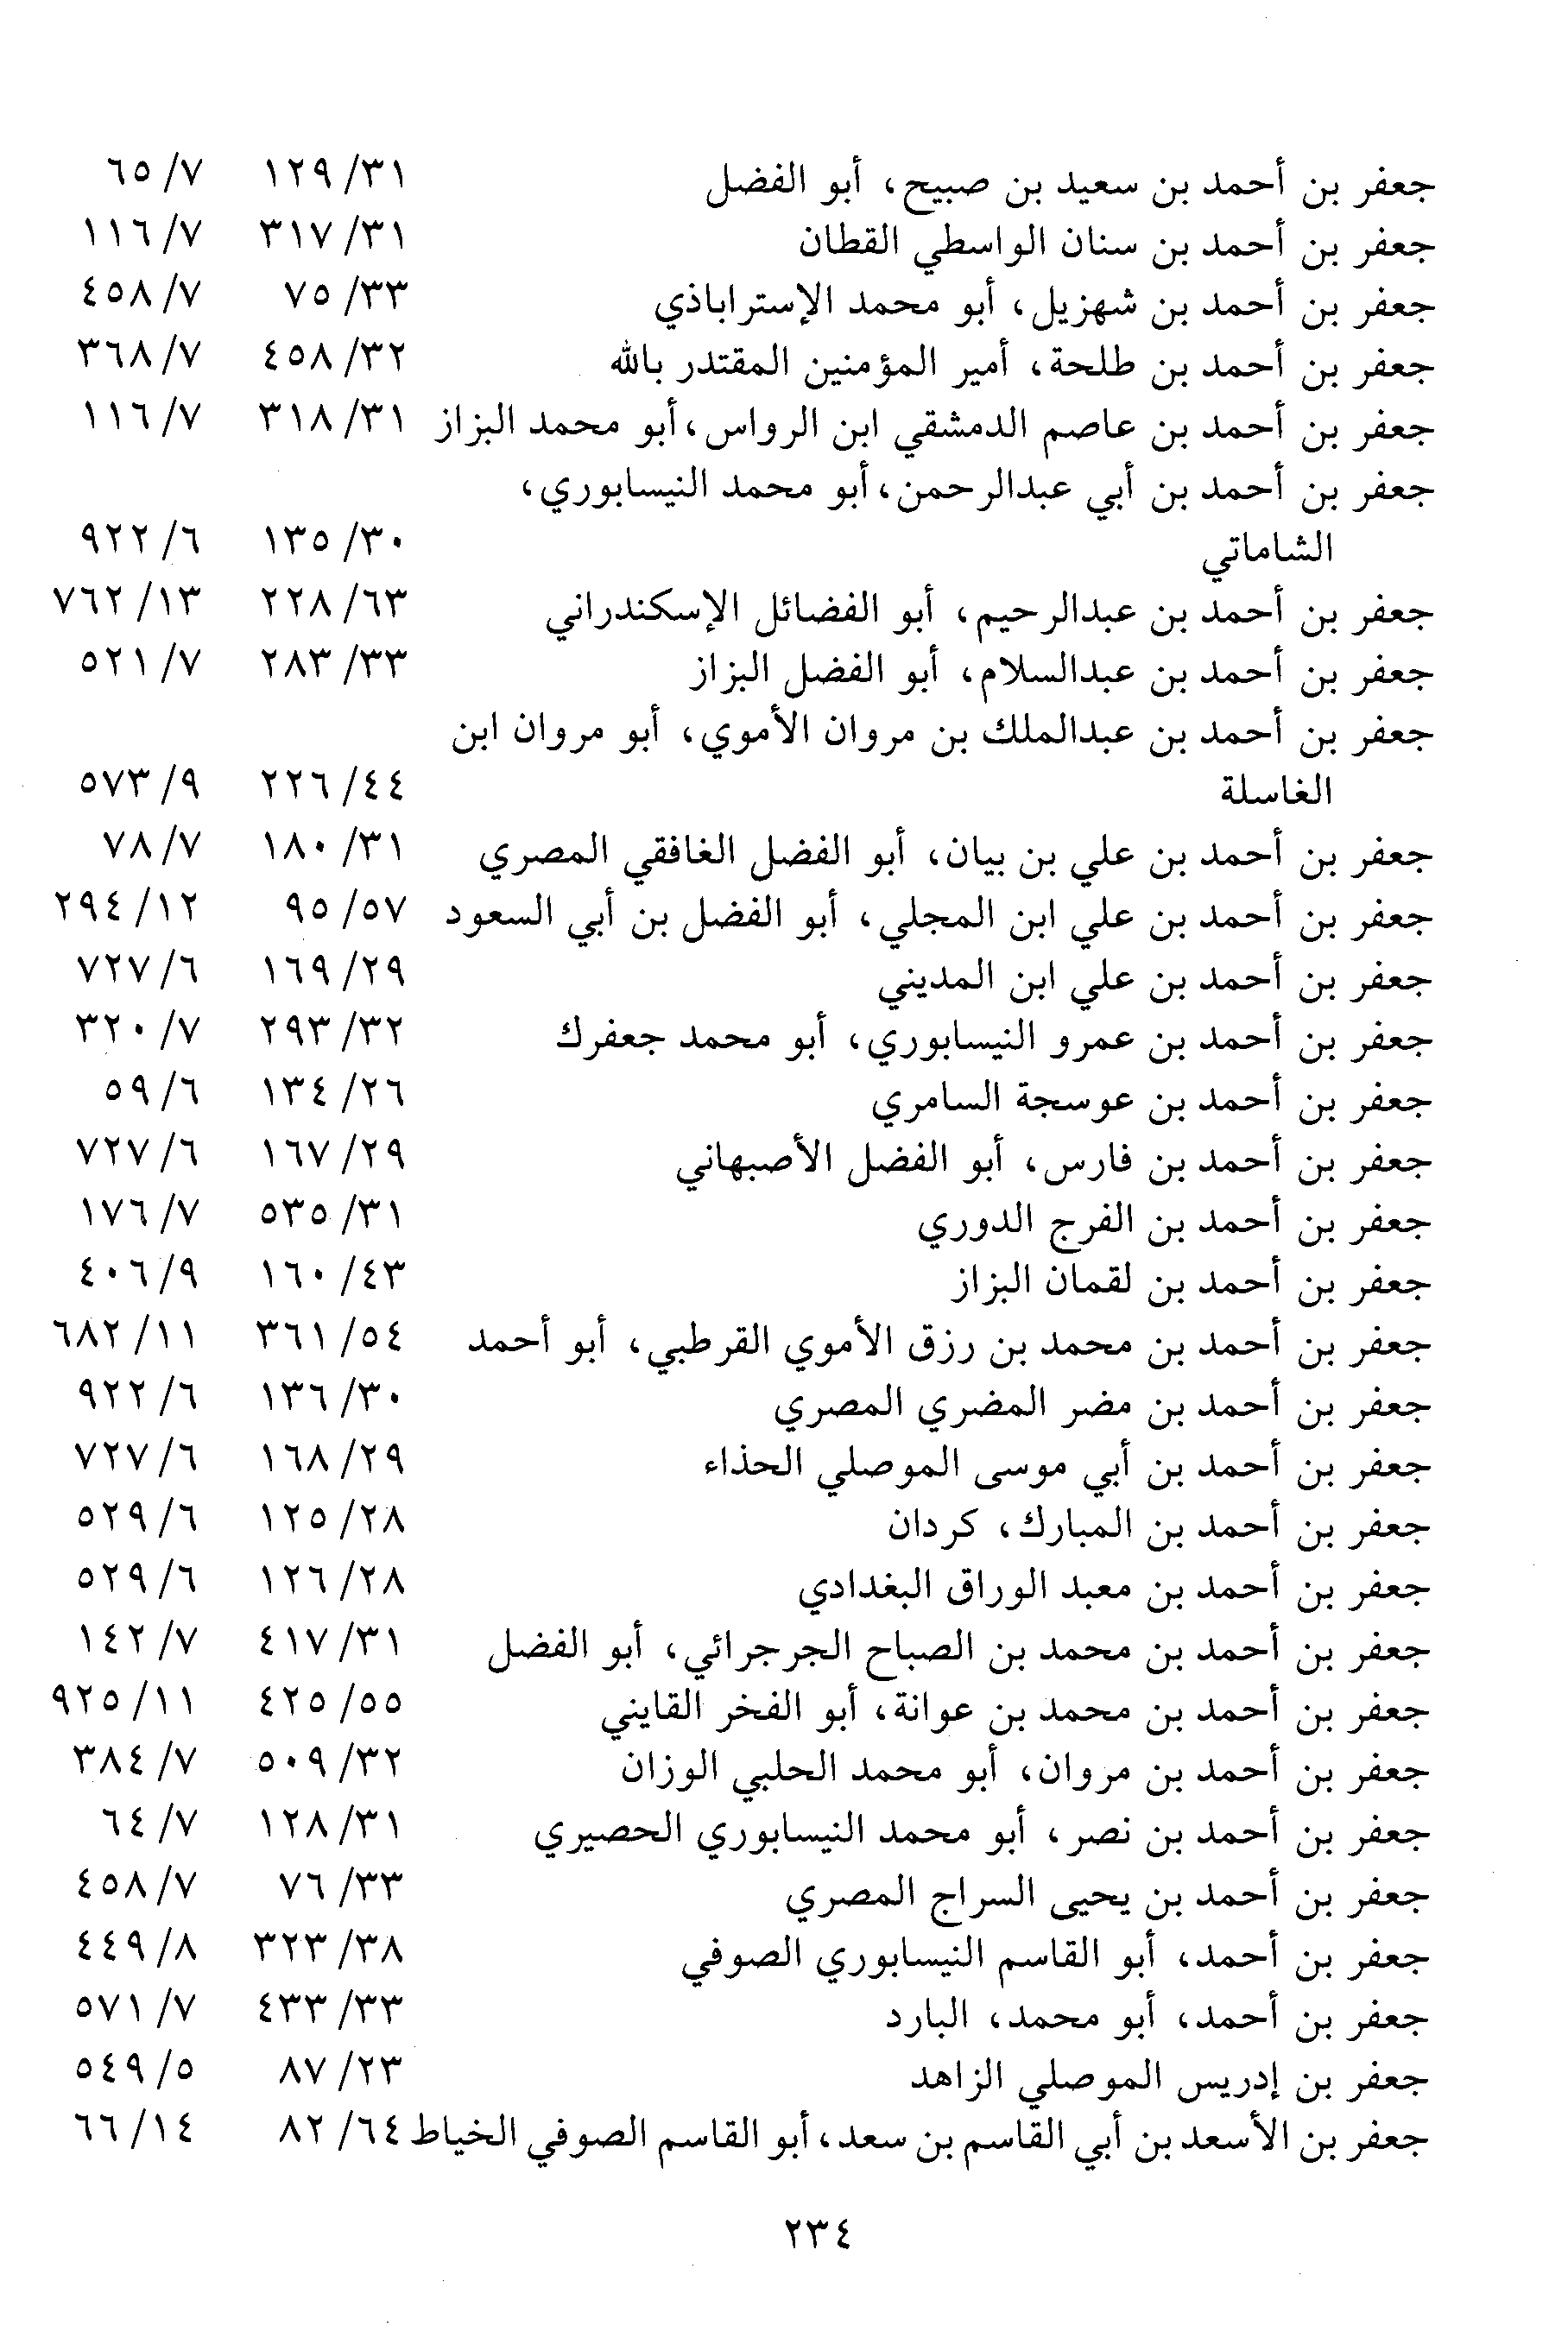 جعفر بن أحمد بن سعيد بن صبيح، أبو الفضل ٣١/ ١٢٩ ٧/ ٦٥
جعفر بن أحمد بن سنان الواسطي القطان ٣١/ ٣١٧ ٧/ ١١٦
جعفر بن أحمد بن شهزيل، أبو محمد الإستراباذي ٣٣/ ٧٥ ٧/ ٤٥٨
جعفر بن أحمد بن طلحة، أمير المؤمنين المقتدر بالله ٣٢/ ٤٥٨ ٧/ ٣٦٨
جعفر بن أحمد بن عاصم الدمشقي ابن الرواس، أبو محمد البزاز ٣١/ ٣١٨ ٧/ ١١٦
جعفر بن أحمد بن أبي عبدالرحمن، أبو محمد النيسابوري،
الشاماتي ٣٠/ ١٣٥ ٦/ ٩٢٢
جعفر بن أحمد بن عبدالرحيم، أبو الفضائل الإسكندراني ٦٣/ ٢٢٨ ١٣/ ٧٦٢
جعفر بن أحمد بن عبدالسلام، أبو الفضل البزاز ٣٣/ ٢٨٣ ٧/ ٥٢١
جعفر بن أحمد بن عبدالملك بن مروان الأموي، أبو مروان ابن
الغاسلة ٤٤/ ٢٢٦ ٩/ ٥٧٣
جعفر بن أحمد بن علي بن بيان، أبو الفضل الغافقي المصري ٣١/ ١٨٠ ٧/ ٧٨
جعفر بن أحمد بن علي ابن المجلي، أبو الفضل بن أبي السعود ٥٧/ ٩٥ ١٢/ ٢٩٤
جعفر بن أحمد بن علي ابن المديني ٢٩/ ١٦٩ ٦/ ٧٢٧
جعفر بن أحمد بن عمرو النيسابوري، أبو محمد جعفرك ٣٢/ ٢٩٣ ٧/ ٣٢٠
جعفر بن أحمد بن عوسجة السامري ٢٦/ ١٣٤ ٦/ ٥٩
جعفر بن أحمد بن فارس، أبو الفضل الأصبهاني ٢٩/ ١٦٧ ٦/ ٧٢٧
جعفر بن أحمد بن الفرج الدوري ٣١/ ٥٣٥ ٧/ ١٧٦
جعفر بن أحمد بن لقمان البزاز ٤٣/ ١٦٠ ٩/ ٤٠٦
جعفر بن أحمد بن محمد بن رزق الأموي القرطبي، أبو أحمد ٥٤/ ٣٦١ ١١/ ٦٨٢
جعفر بن أحمد بن مضر المضري المصري ٣٠/ ١٣٦ ٦/ ٩٢٢
جعفر بن أحمد بن أبي موسى الموصلي الحذاء ٢٩/ ١٦٨ ٦/ ٧٢٧
جعفر بن أحمد بن المبارك، كردان ٢٨/ ١٢٥ ٦/ ٥٢٩
جعفر بن أحمد بن معبد الوراق البغدادي ٢٨/ ١٢٦ ٦/ ٥٢٩
جعفر بن أحمد بن محمد بن الصباح الجرجرائي، أبو الفضل ٣١/ ٤١٧ ٧/ ١٤٢
جعفر بن أحمد بن محمد بن عوانة، أبو الفخر القايني ٥٥/ ٤٢٥ ١١/ ٩٢٥
جعفر بن أحمد بن مروان، أبو محمد الحلبي الوزان ٣٢/ ٥٠٩ ٧/ ٣٨٤
جعفر بن أحمد بن نصر، أبو محمد النيسابوري الحصيري ٣١/ ١٢٨ ٧/ ٦٤
جعفر بن أحمد بن يحيى السراج المصري ٣٣/ ٧٦ ٧/ ٤٥٨
جعفر بن أحمد، أبو القاسم النيسابوري الصوفي ٣٨/ ٣٢٣ ٨/ ٤٤٩
جعفر بن أحمد، أبو محمد، البارد ٣٣/ ٤٣٣ ٧/ ٥٧١
جعفر بن إدريس الموصلي الزاهد ٢٣/ ٨٧ ٥/ ٥٤٩
جعفر بن الأسعد بن أبي القاسم بن سعد، أبو القاسم الصوفي الخياط ٦٤/ ٨٢ ١٤/ ٦٦
٢٣٤